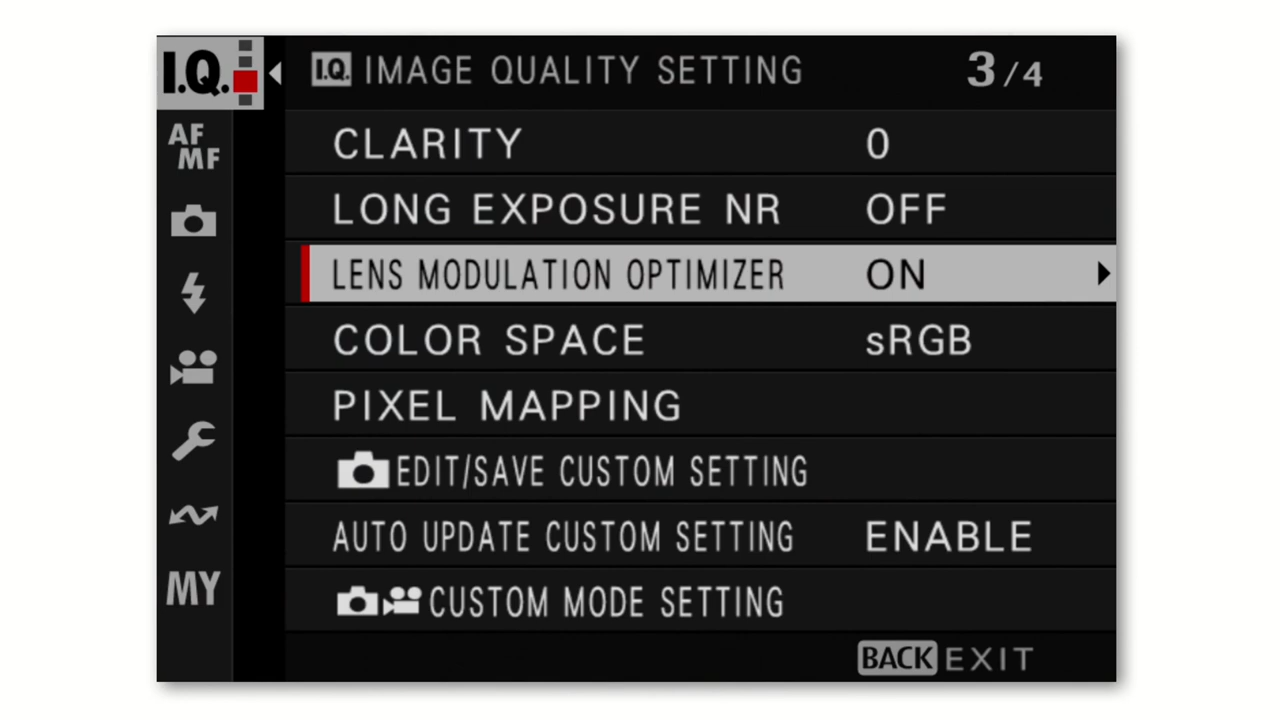 I.Q. I.Q. IMAGE QUALITY SETTING 3/4
AF
MF
CLARITY 0
LONG EXPOSURE NR OFF
LENS MODULATION OPTIMIZER ON
COLOR SPACE sRGB
PIXEL MAPPING
EDIT/SAVE CUSTOM SETTING
AUTO UPDATE CUSTOM SETTING ENABLE
MY
CUSTOM MODE SETTING
BACK EXIT